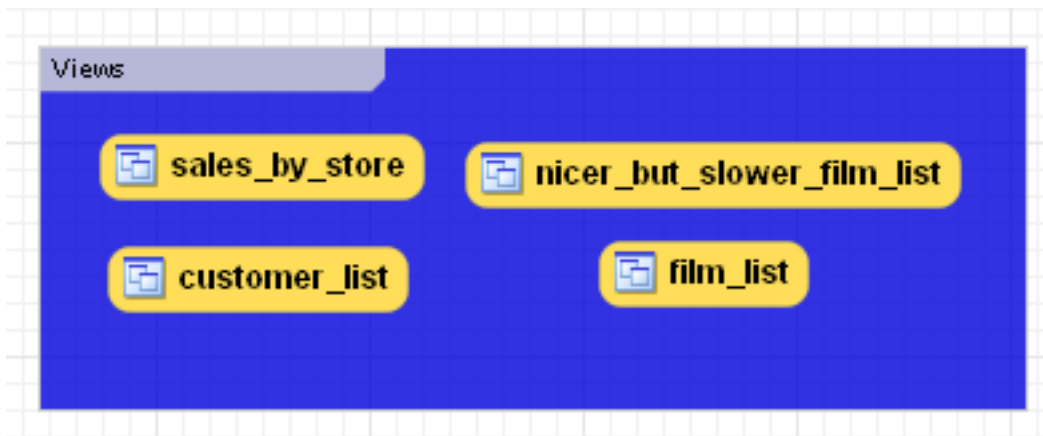 Views
sales_by_store
nicer_but_slower_film_list
customer_list
film_list